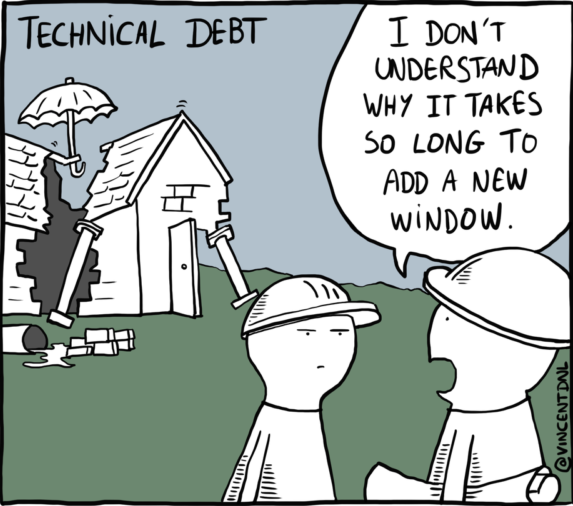 TECHNICAL DEBT
I DON'T
UNDERSTAND
WHY IT TAKES
SO LONG TO
ADD A NEW
WINDOW.
@VINCENTDNL